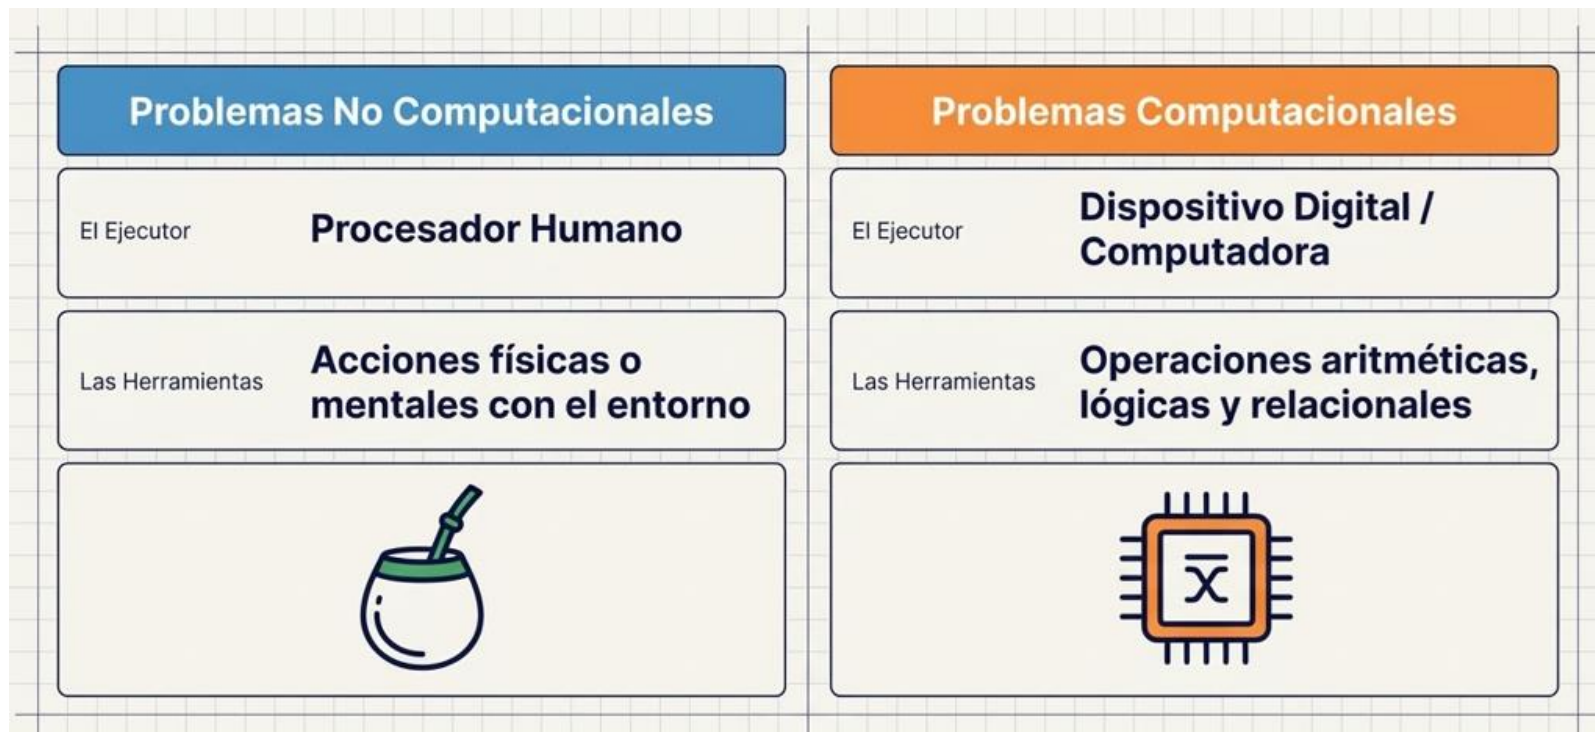 Problemas No Computacionales
El Ejecutor
Procesador Humano
Las Herramientas
Acciones físicas o
mentales con el entorno
Problemas Computacionales
El Ejecutor
Dispositivo Digital /
Computadora
Las Herramientas
Operaciones aritméticas,
lógicas y relacionales
x̄